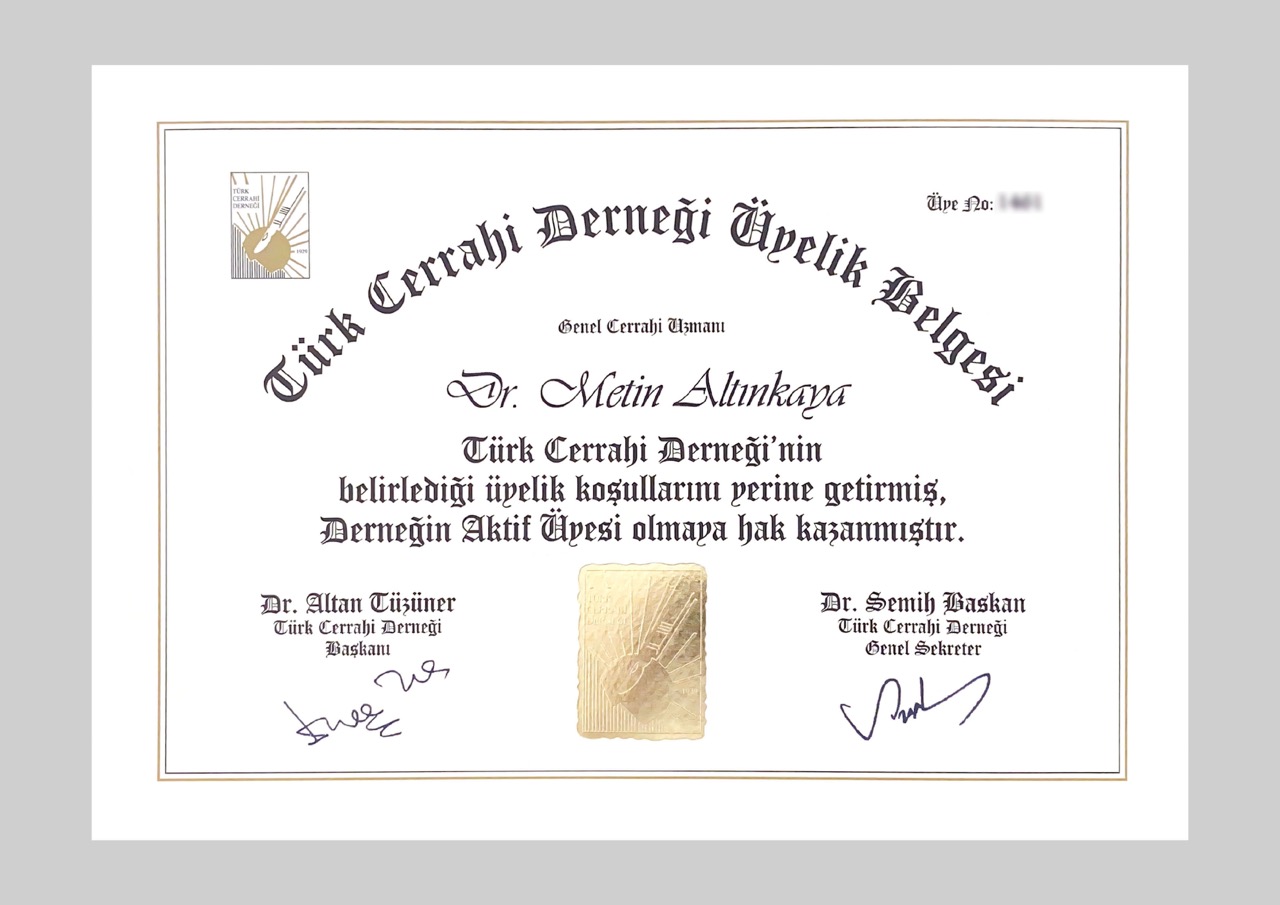 TÜRK
CERRAHİ
DERNEĞİ
1979
Üye No:
Türk Cerrahi Derneği Üyelik Belgesi
Genel Cerrahi Uzmanı
Dr. Metin Altınkaya
Türk Cerrahi Derneği'nin
belirlediği üyelik koşullarını yerine getirmiş,
Derneğin Aktif Üyesi olmaya hak kazanmıştır.
Dr. Altan Tüzüner
Türk Cerrahi Derneği
Başkanı
Dr. Semih Baskan
Türk Cerrahi Derneği
Genel Sekreter